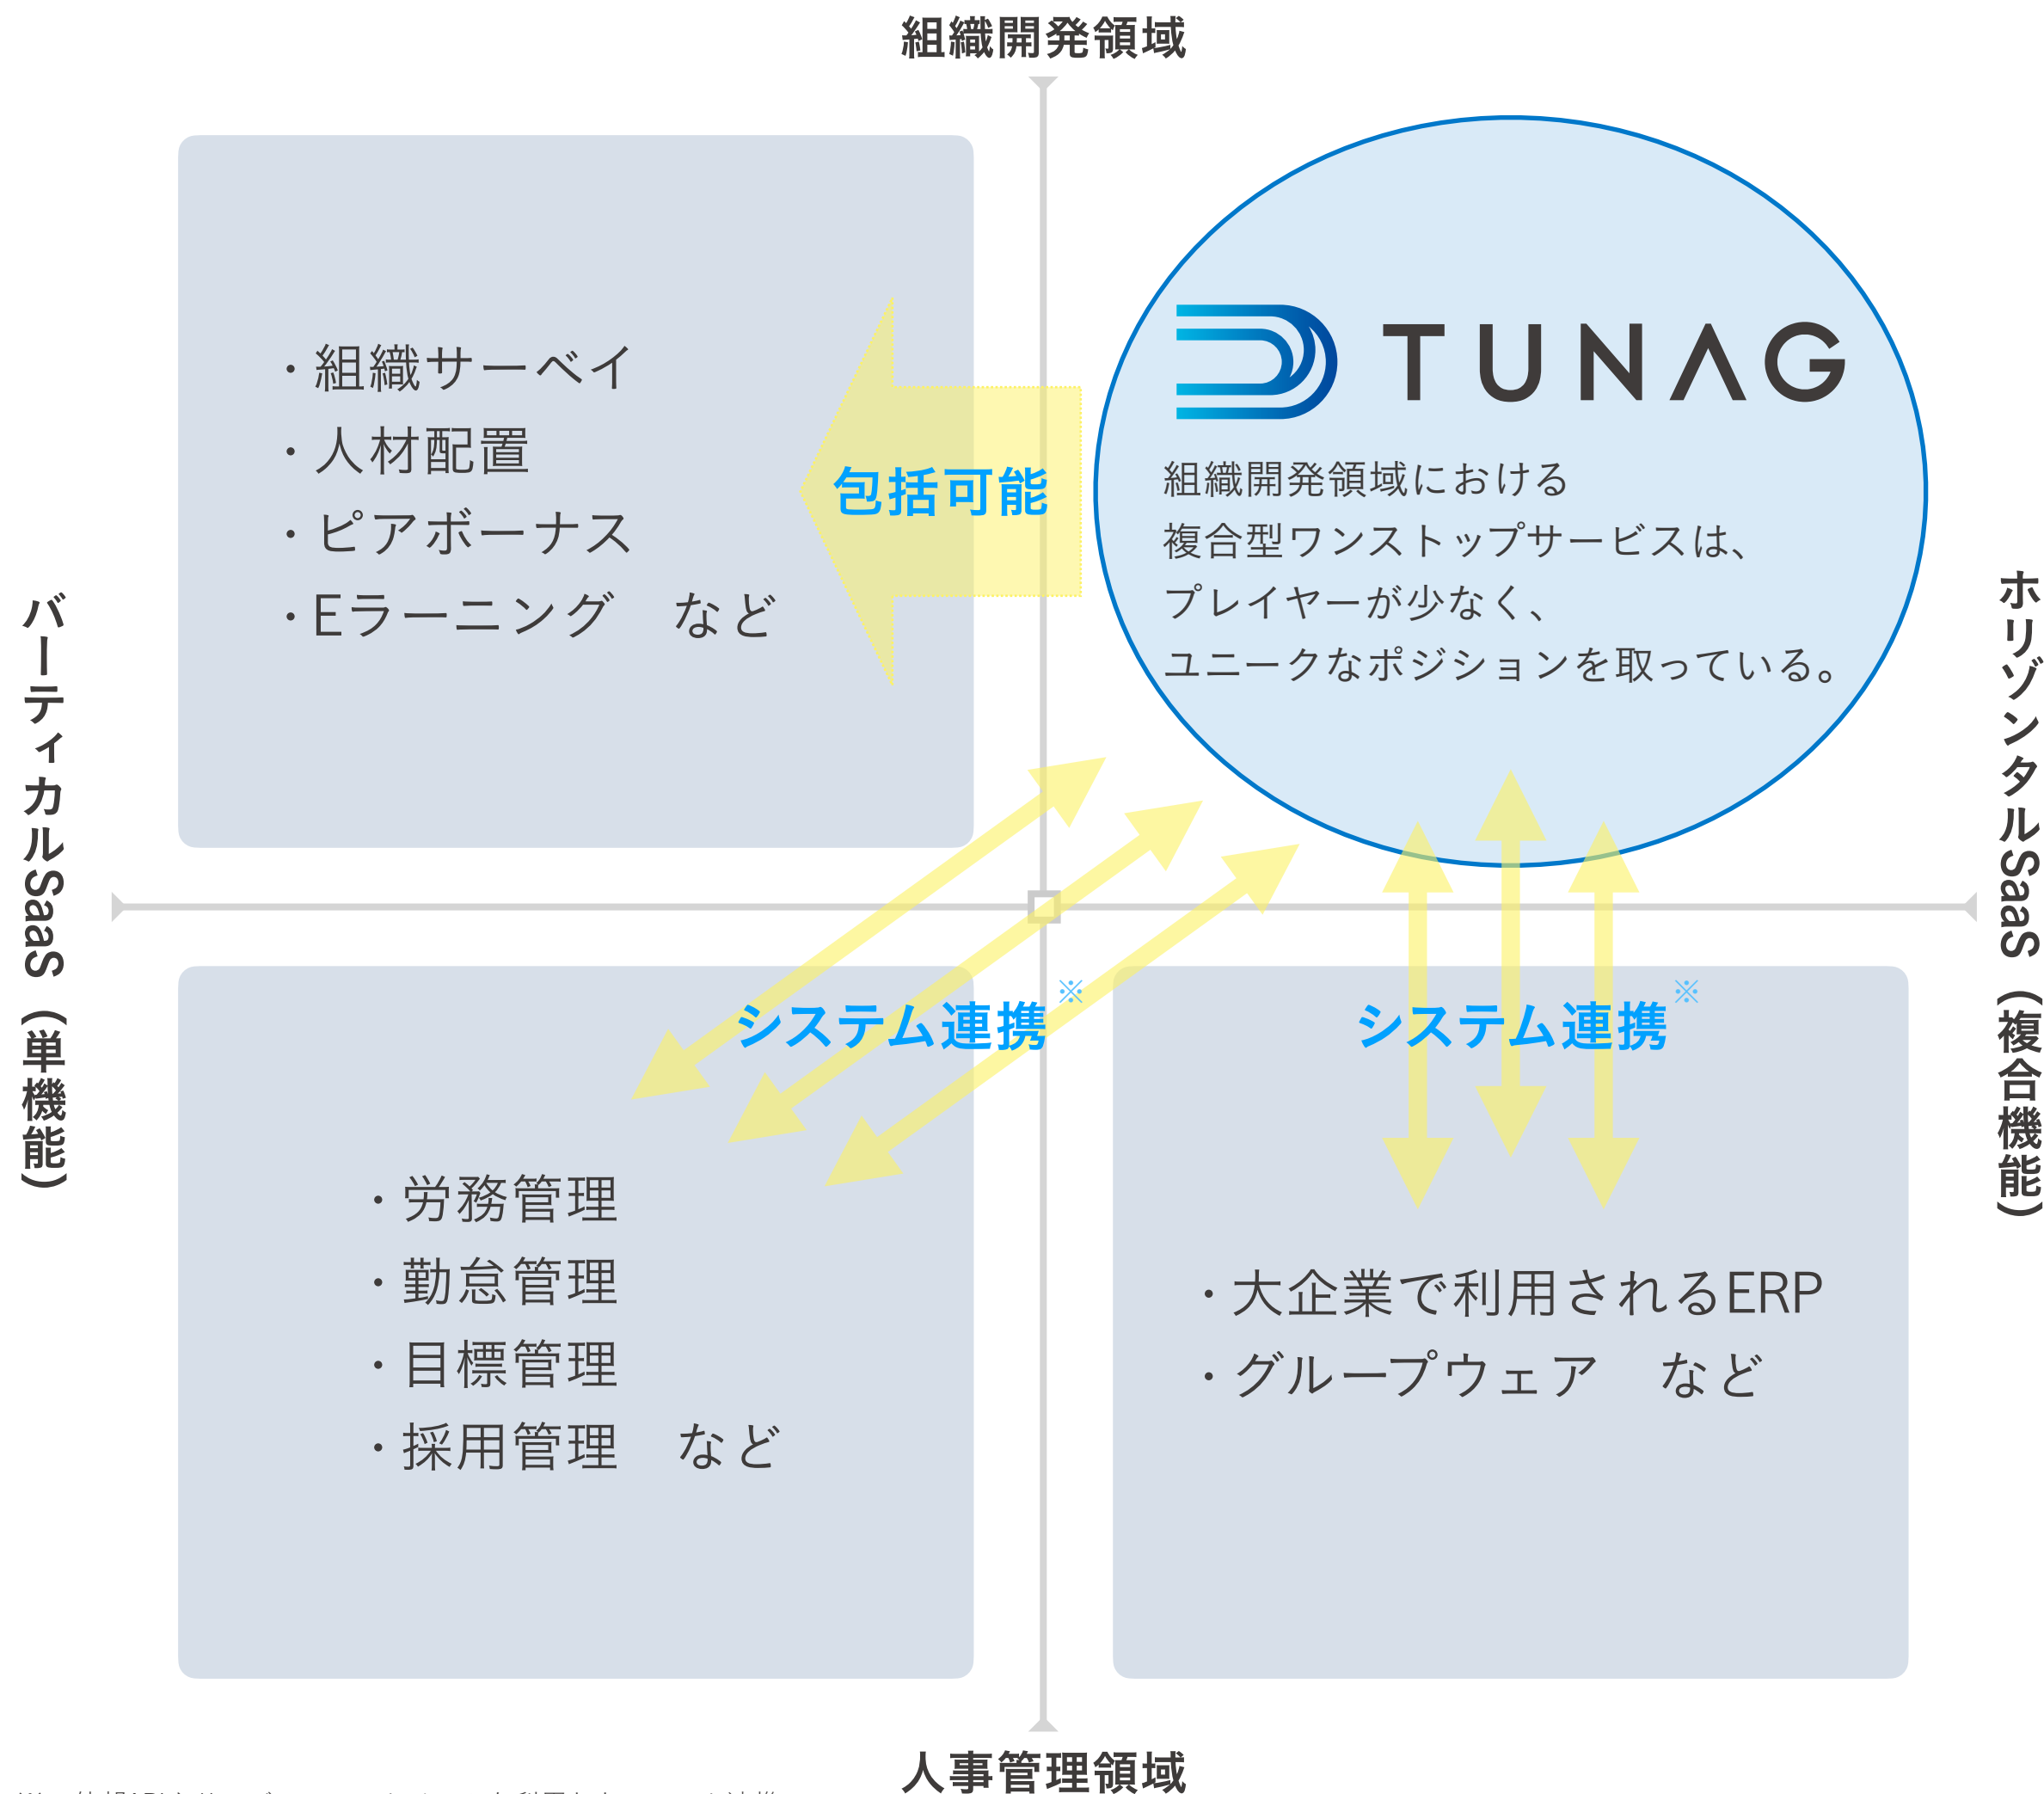 組織開発領域
バーティカルSaaS（単機能）
ホリゾンタルSaaS（複合機能）
・組織サーベイ
・人材配置
・ピアボーナス
・Eラーニング　など
包括可能
TUNAG
組織開発領域における
複合型ワンストップサービスは、
プレイヤーが少なく、
ユニークなポジションを取っている。
システム連携※
・労務管理
・勤怠管理
・目標管理
・採用管理　など
システム連携※
・大企業で利用されるERP
・グループウェア　など
人事管理領域